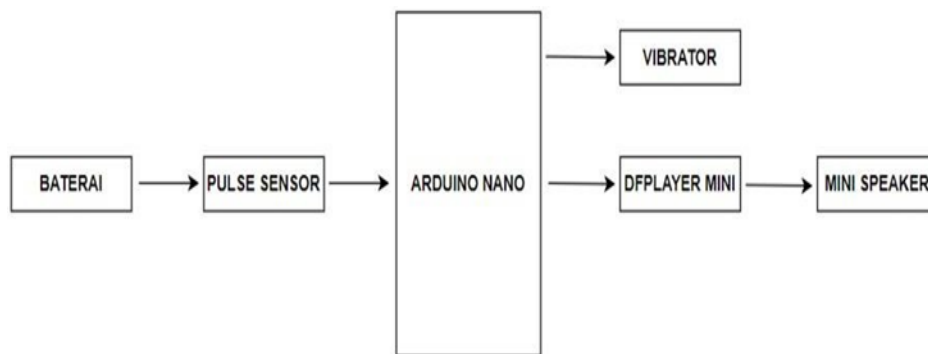 VIBRATOR
BATERAI
PULSE SENSOR
ARDUINO NANO
DFPLAYER MINI
MINI SPEAKER